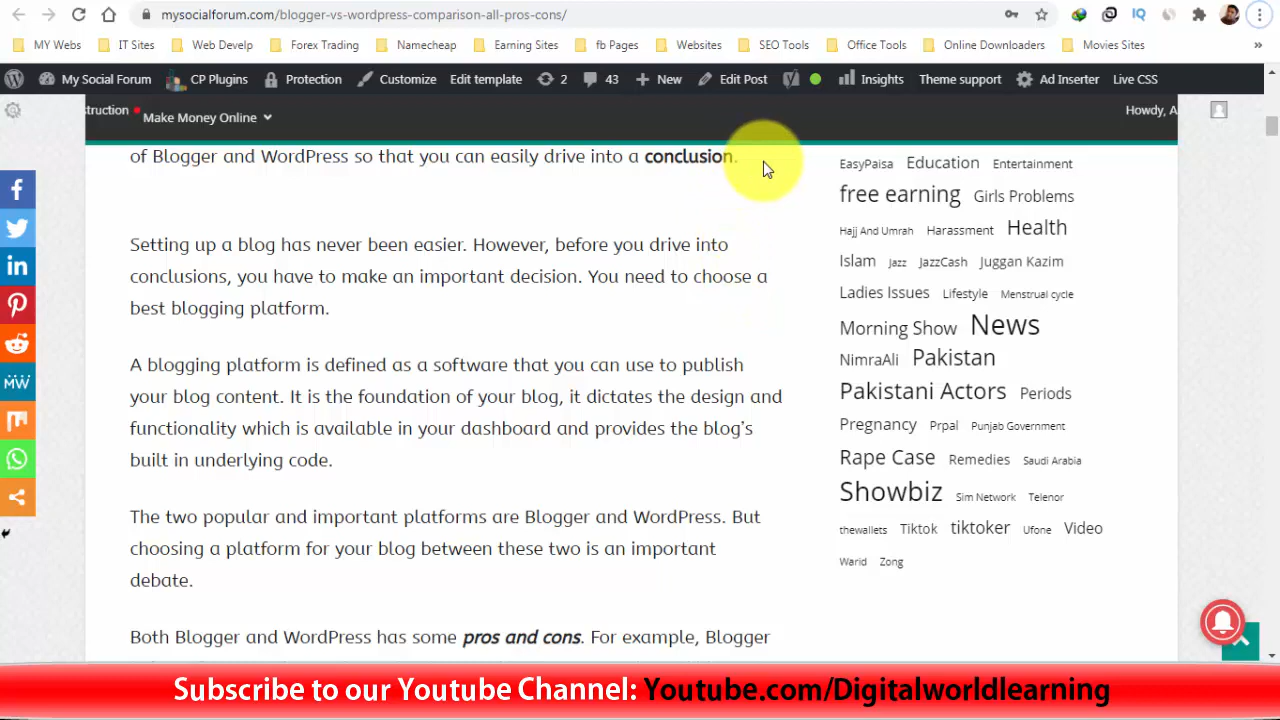 mysocialforum.com/blogger-vs-wordpress-comparison-all-pros-cons/
IQ
MY Webs IT Sites Web Develp Forex Trading Namecheap Earning Sites fb Pages Websites SEO Tools Office Tools Online Downloaders Movies Sites »
My Social Forum CP Plugins Protection Customize Edit template 2 43 New Edit Post Insights Theme support Ad Inserter Live CSS
struction Make Money Online Howdy, A
of Blogger and WordPress so that you can easily drive into a conclusion.
Setting up a blog has never been easier. However, before you drive into
conclusions, you have to make an important decision. You need to choose a
best blogging platform.
A blogging platform is defined as a software that you can use to publish
your blog content. It is the foundation of your blog, it dictates the design and
functionality which is available in your dashboard and provides the blog's
built in underlying code.
The two popular and important platforms are Blogger and WordPress. But
choosing a platform for your blog between these two is an important
debate.
Both Blogger and WordPress has some pros and cons. For example, Blogger
EasyPaisa Education Entertainment
free earning Girls Problems
Hajj And Umrah Harassment Health
Islam Jazz JazzCash Juggan Kazim
Ladies Issues Lifestyle Menstrual cycle
Morning Show News
NimraAli Pakistan
Pakistani Actors Periods
Pregnancy Prpal Punjab Government
Rape Case Remedies Saudi Arabia
Showbiz Sim Network Telenor
thewallets Tiktok tiktoker Ufone Video
Warid Zong
MW
Subscribe to our Youtube Channel: Youtube.com/Digitalworldlearning